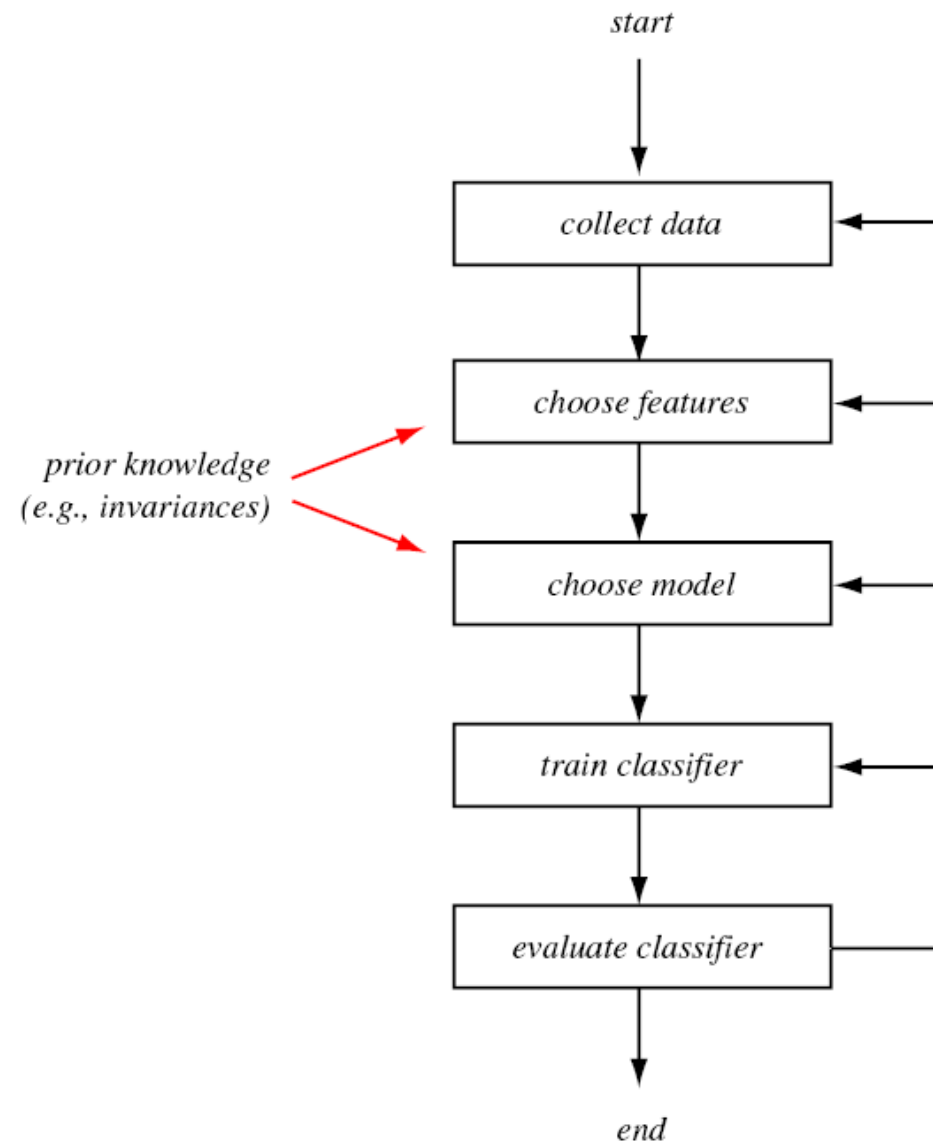 start
collect data
choose features
prior knowledge
(e.g., invariances)
choose model
train classifier
evaluate classifier
end